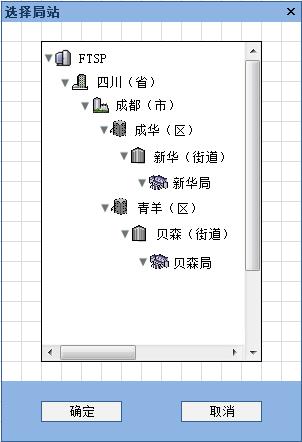 选择局站
FTSP
四川（省）
成都（市）
成华（区）
新华（街道）
新华局
青羊（区）
贝森（街道）
贝森局
确定
取消